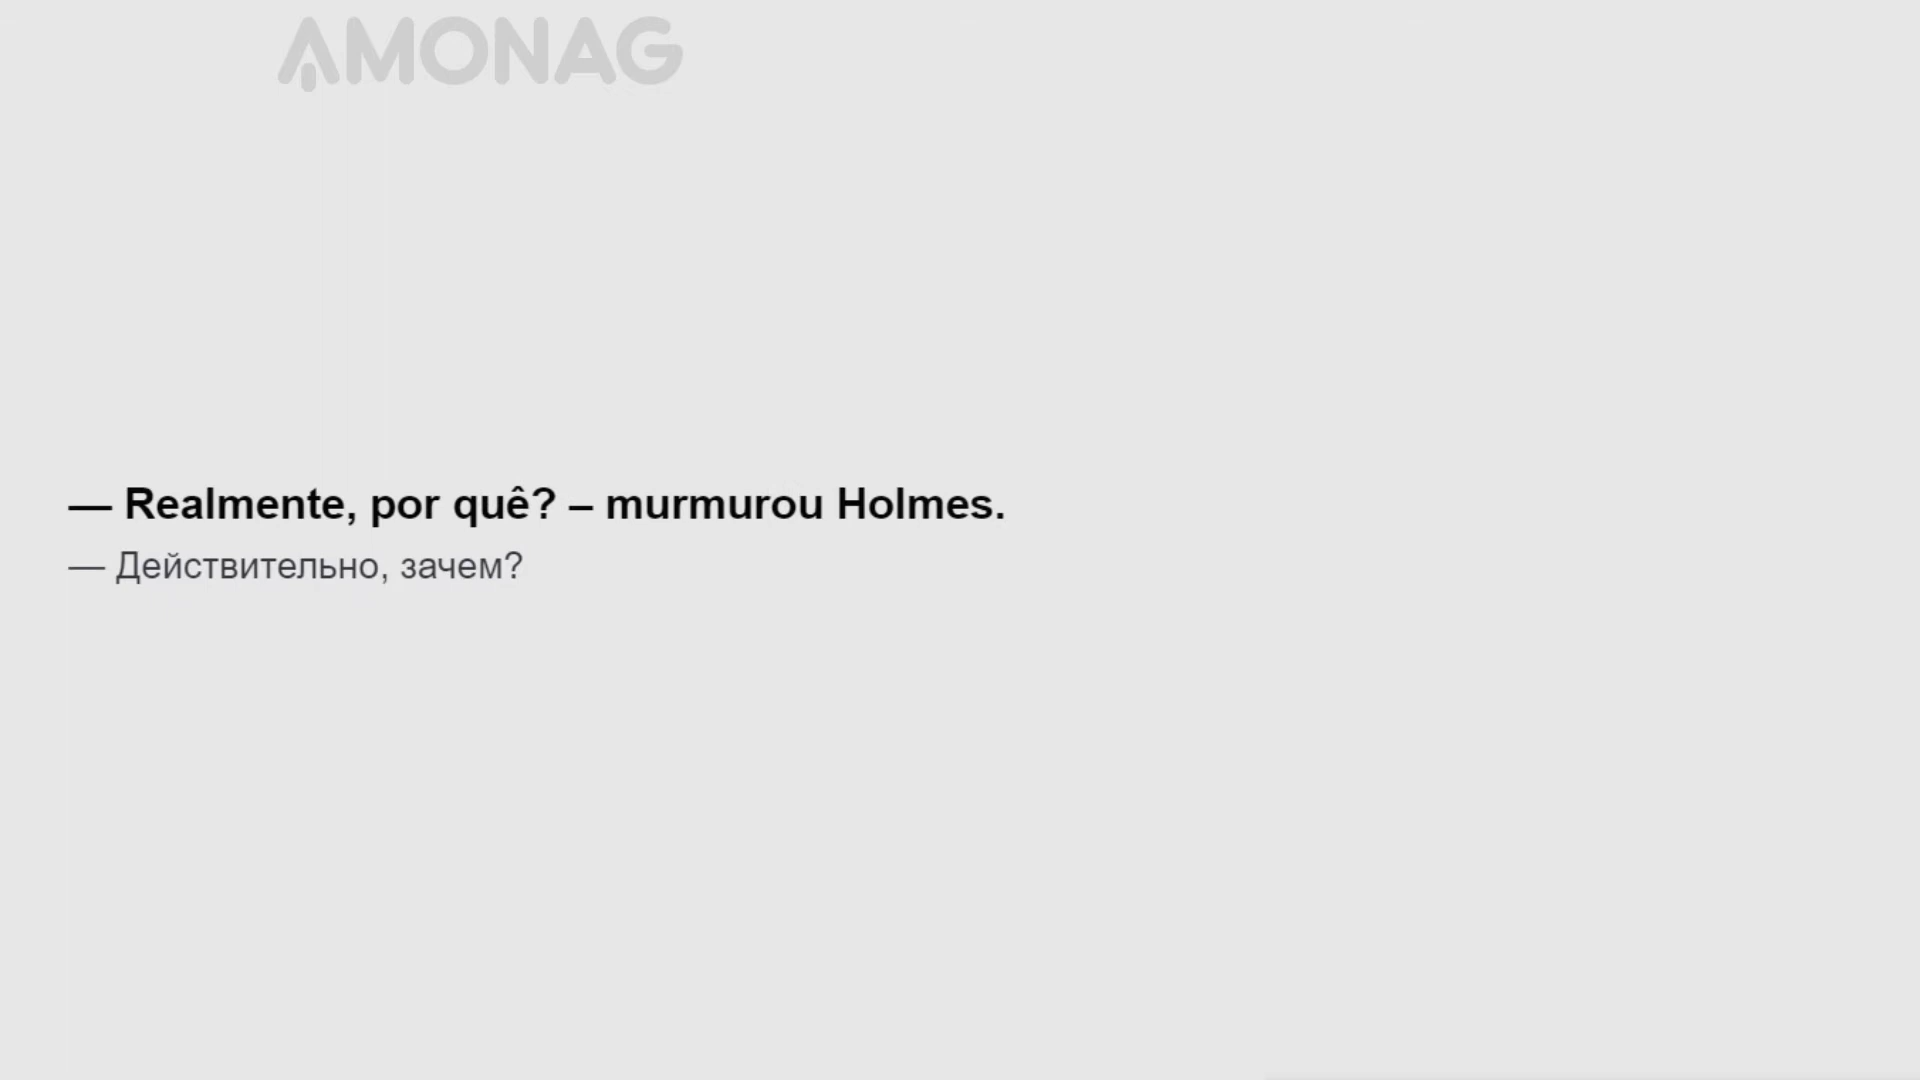 AMONAG
— Realmente, por quê? – murmurou Holmes.
— Действительно, зачем?